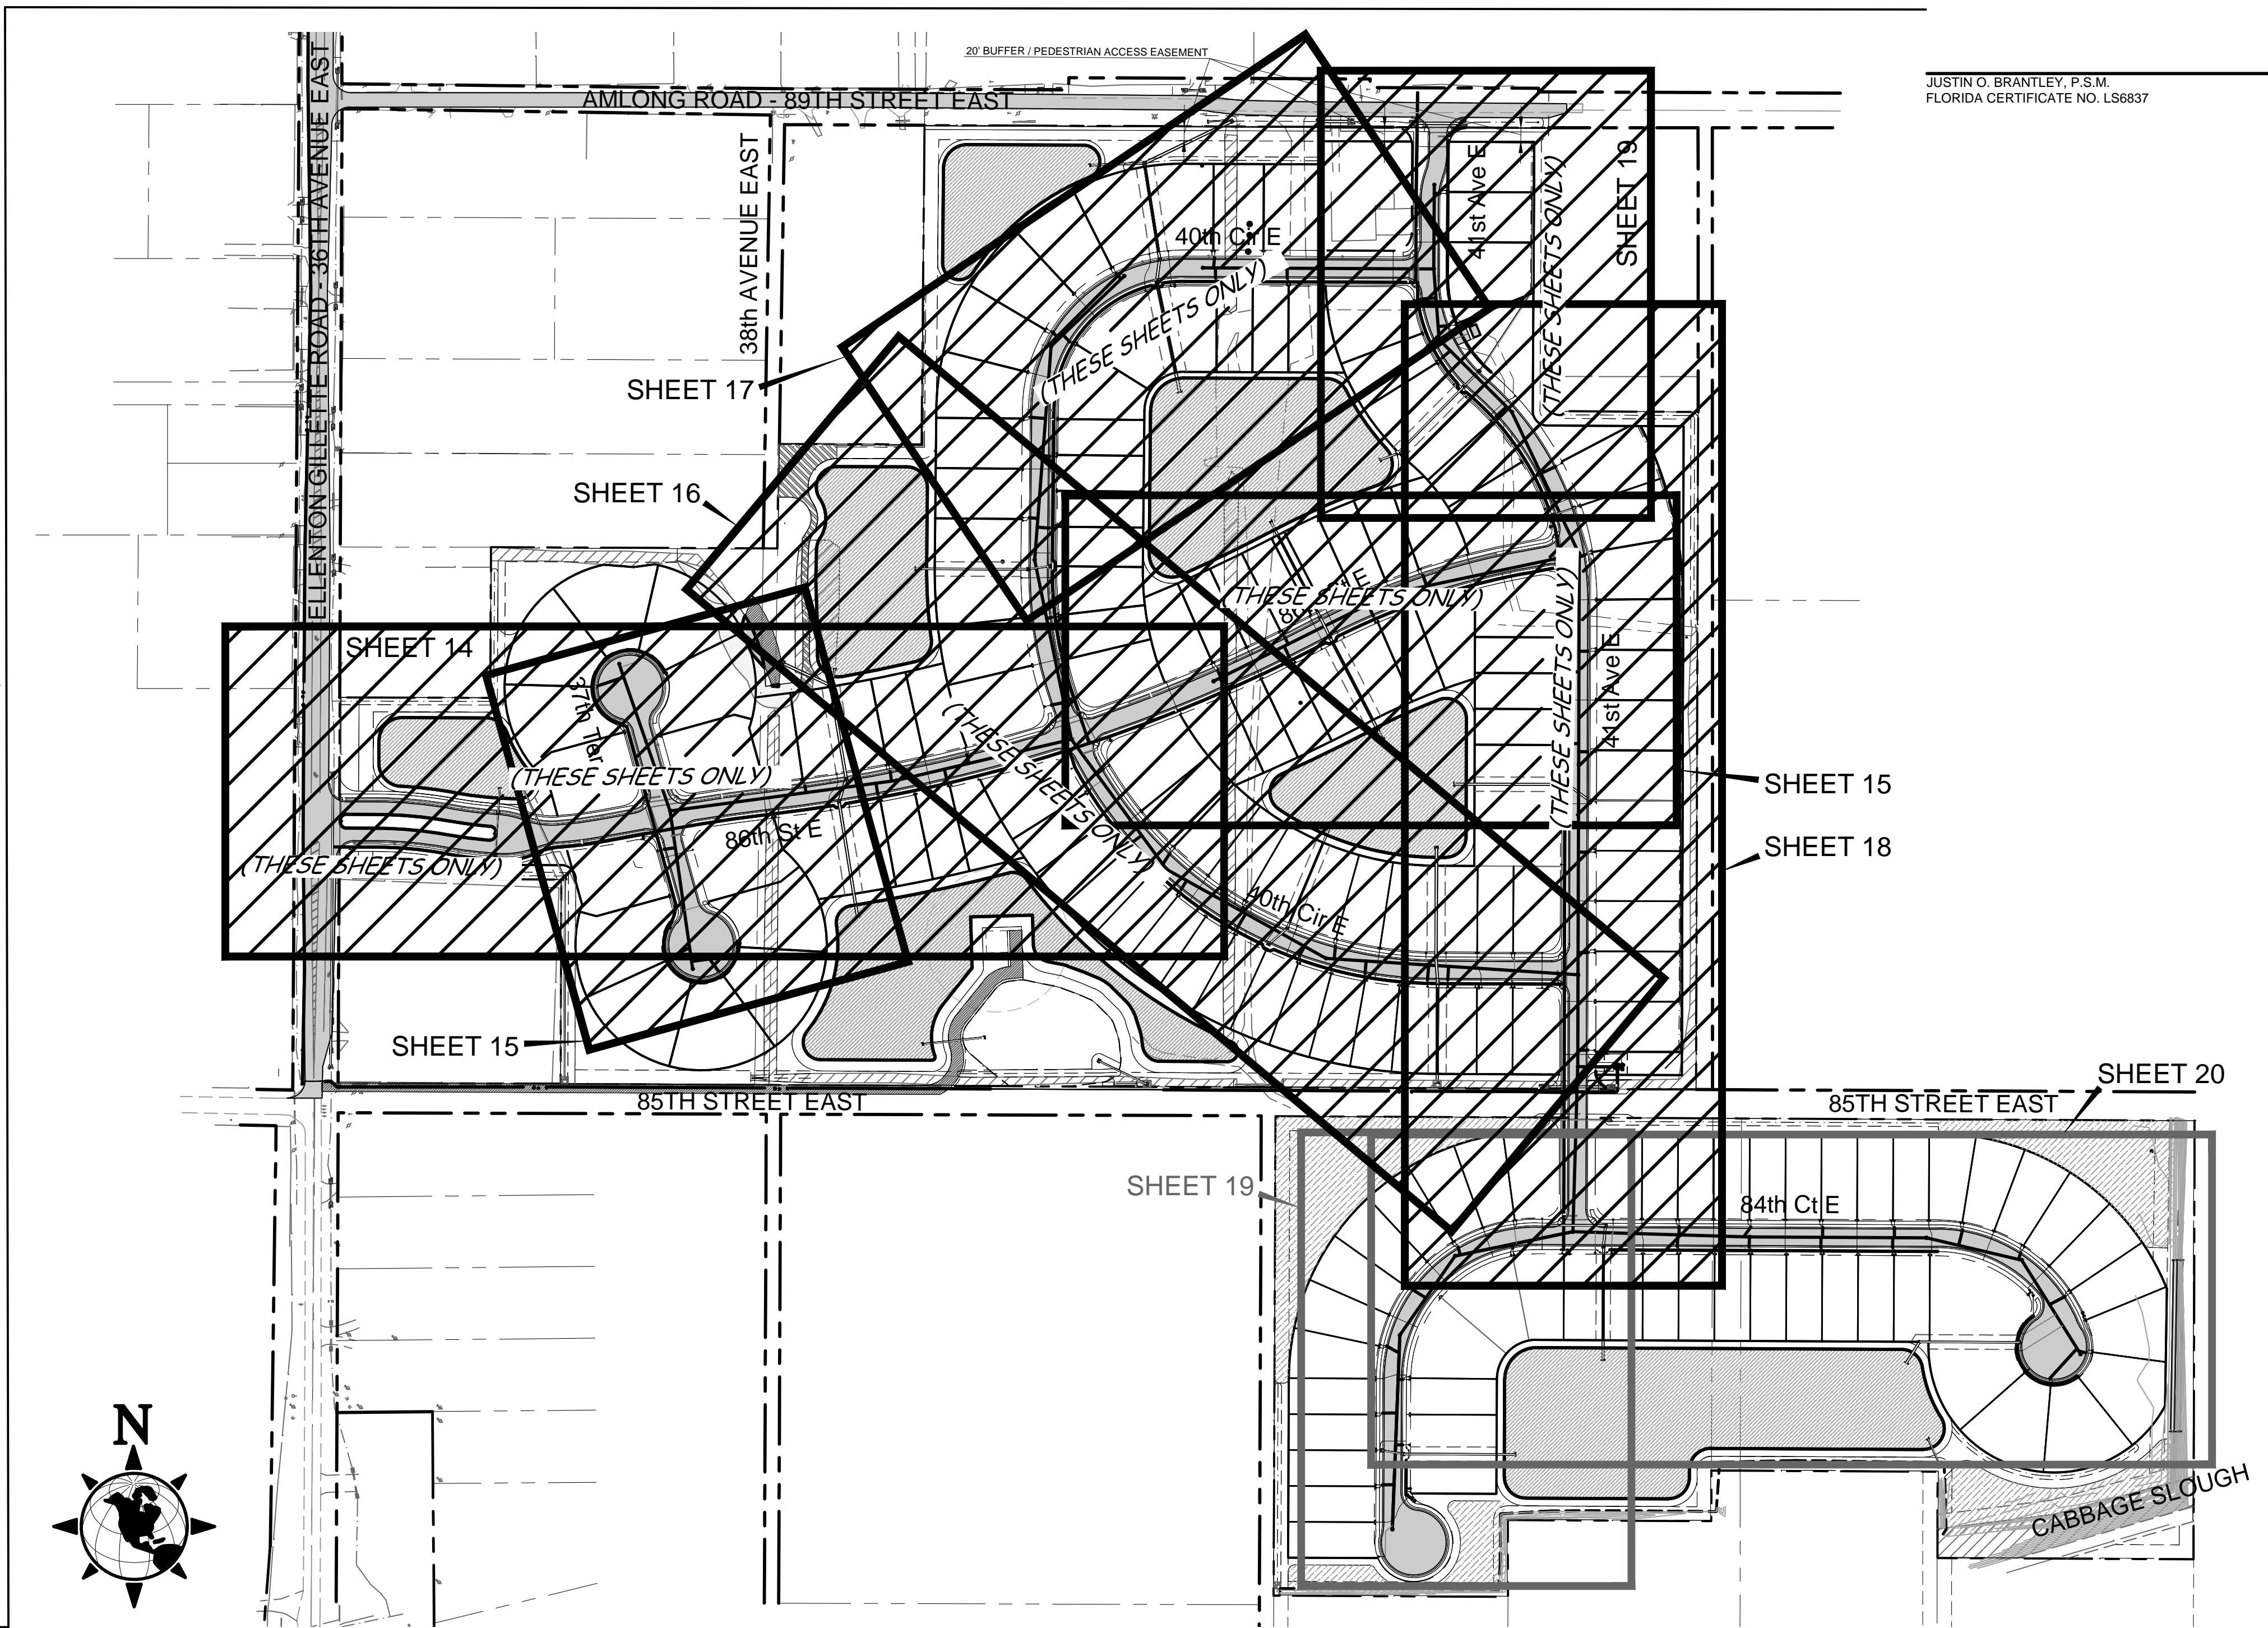 20' BUFFER / PEDESTRIAN ACCESS EASEMENT
JUSTIN O. BRANTLEY, P.S.M.
FLORIDA CERTIFICATE NO. LS6837
AMLONG ROAD - 89TH STREET EAST
ELLENTON GILLETTE ROAD - 36TH AVENUE EAST
38th AVENUE EAST
40th Cir E
41st Ave E
(THESE SHEETS ONLY)
SHEET 19
(THESE SHEETS ONLY)
SHEET 17
SHEET 16
(THESE SHEETS ONLY)
SHEET 14
37th Ter
(THESE SHEETS ONLY)
(THESE SHEETS ONLY)
(THESE SHEETS ONLY)
41st Ave E
SHEET 15
86th St E
SHEET 18
(THESE SHEETS ONLY)
40th Cir E
SHEET 15
SHEET 20
85TH STREET EAST
85TH STREET EAST
SHEET 19
84th Ct E
N
CABBAGE SLOUGH